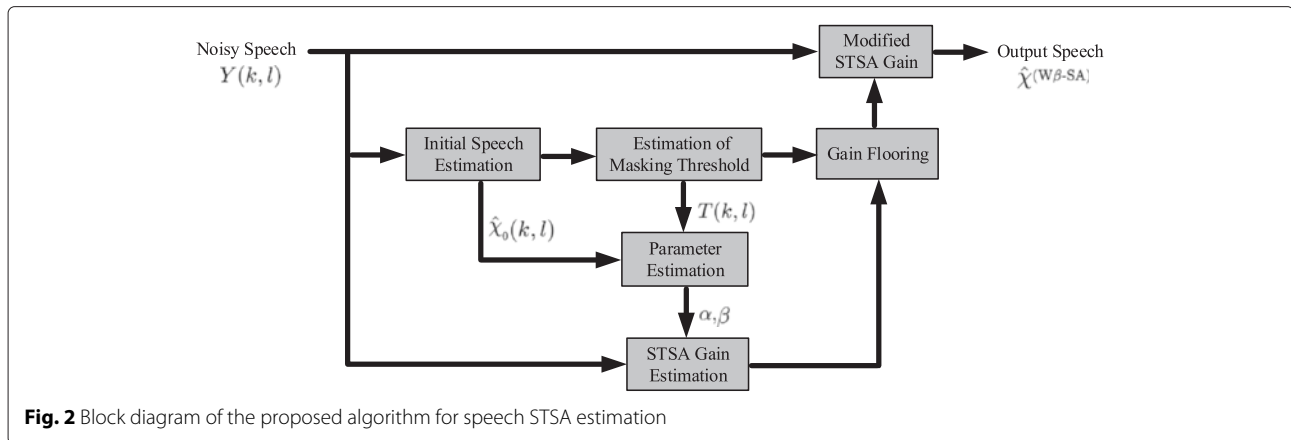 Noisy Speech
Y(k, l)
Modified
STSA Gain
Output Speech
χ̂(Wβ-SA)
Initial Speech
Estimation
Estimation of
Masking Threshold
Gain Flooring
χ̂₀(k, l)
T(k, l)
Parameter
Estimation
α,β
STSA Gain
Estimation
Fig. 2 Block diagram of the proposed algorithm for speech STSA estimation